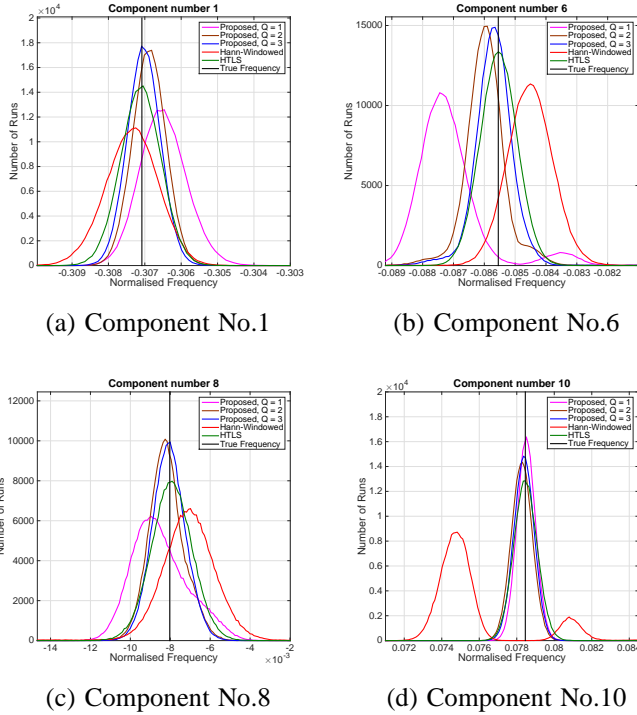 Component number 1
×10⁴
2
1.8
1.6
1.4
1.2
1
0.8
0.6
0.4
0.2
0
Number of Runs
Proposed, Q = 1
Proposed, Q = 2
Proposed, Q = 3
Hann-Windowed
HTLS
True Frequency
-0.309 -0.308 -0.307 -0.306 -0.305 -0.304 -0.303
Normalised Frequency
(a) Component No.1
Component number 6
15000
10000
5000
0
Number of Runs
Proposed, Q = 1
Proposed, Q = 2
Proposed, Q = 3
Hann-Windowed
HTLS
True Frequency
-0.089 -0.088 -0.087 -0.086 -0.085 -0.084 -0.083 -0.082
Normalised Frequency
(b) Component No.6
Component number 8
12000
10000
8000
6000
4000
2000
0
Number of Runs
Proposed, Q = 1
Proposed, Q = 2
Proposed, Q = 3
Hann-Windowed
HTLS
True Frequency
-14 -12 -10 -8 -6 -4 -2
Normalised Frequency
×10⁻³
(c) Component No.8
Component number 10
×10⁴
2
1.8
1.6
1.4
1.2
1
0.8
0.6
0.4
0.2
0
Number of Runs
Proposed, Q = 1
Proposed, Q = 2
Proposed, Q = 3
Hann-Windowed
HTLS
True Frequency
0.072 0.074 0.076 0.078 0.08 0.082 0.084
Normalised Frequency
(d) Component No.10